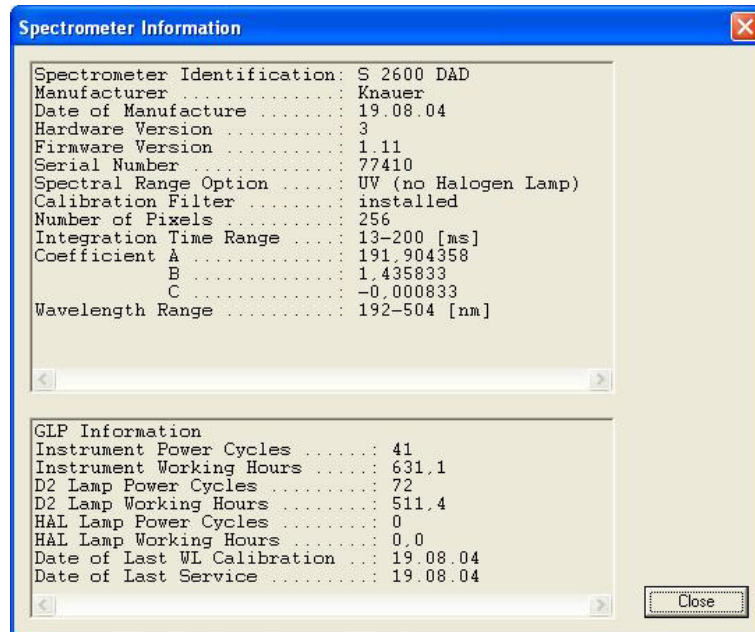 Spectrometer Information
Spectrometer Identification: S 2600 DAD
Manufacturer ...............: Knauer
Date of Manufacture .......: 19.08.04
Hardware Version ..........: 3
Firmware Version ..........: 1.11
Serial Number .............: 77410
Spectral Range Option .....: UV (no Halogen Lamp)
Calibration Filter ........: installed
Number of Pixels ..........: 256
Integration Time Range ....: 13-200 [ms]
Coefficient A .............: 191,904358
B .............: 1,435833
C .............: -0,000833
Wavelength Range ..........: 192-504 [nm]
GLP Information
Instrument Power Cycles ......: 41
Instrument Working Hours .....: 631,1
D2 Lamp Power Cycles .........: 72
D2 Lamp Working Hours ........: 511,4
HAL Lamp Power Cycles ........: 0
HAL Lamp Working Hours .......: 0,0
Date of Last WL Calibration ..: 19.08.04
Date of Last Service .........: 19.08.04
Close